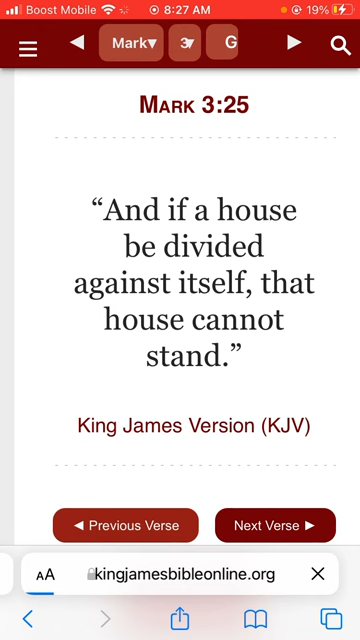 Boost Mobile 8:27 AM 19%
Mark▾ 3▾ G
MARK 3:25
“And if a house
be divided
against itself, that
house cannot
stand.”
King James Version (KJV)
◄ Previous Verse Next Verse ►
AA kingjamesbibleonline.org